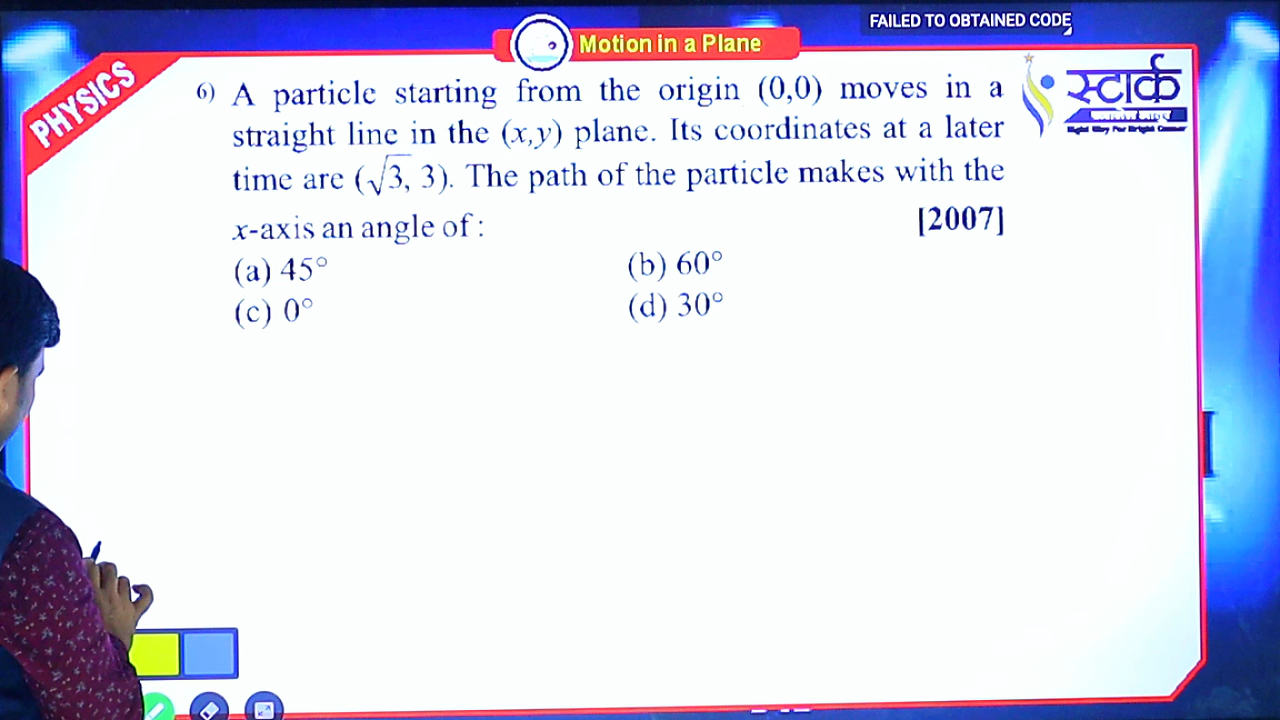 FAILED TO OBTAINED CODE
Motion in a Plane
PHYSICS
स्टार्क
6) A particle starting from the origin (0,0) moves in a
straight line in the (x,y) plane. Its coordinates at a later
time are (√3, 3). The path of the particle makes with the
x-axis an angle of : [2007]
(a) 45° (b) 60°
(c) 0° (d) 30°